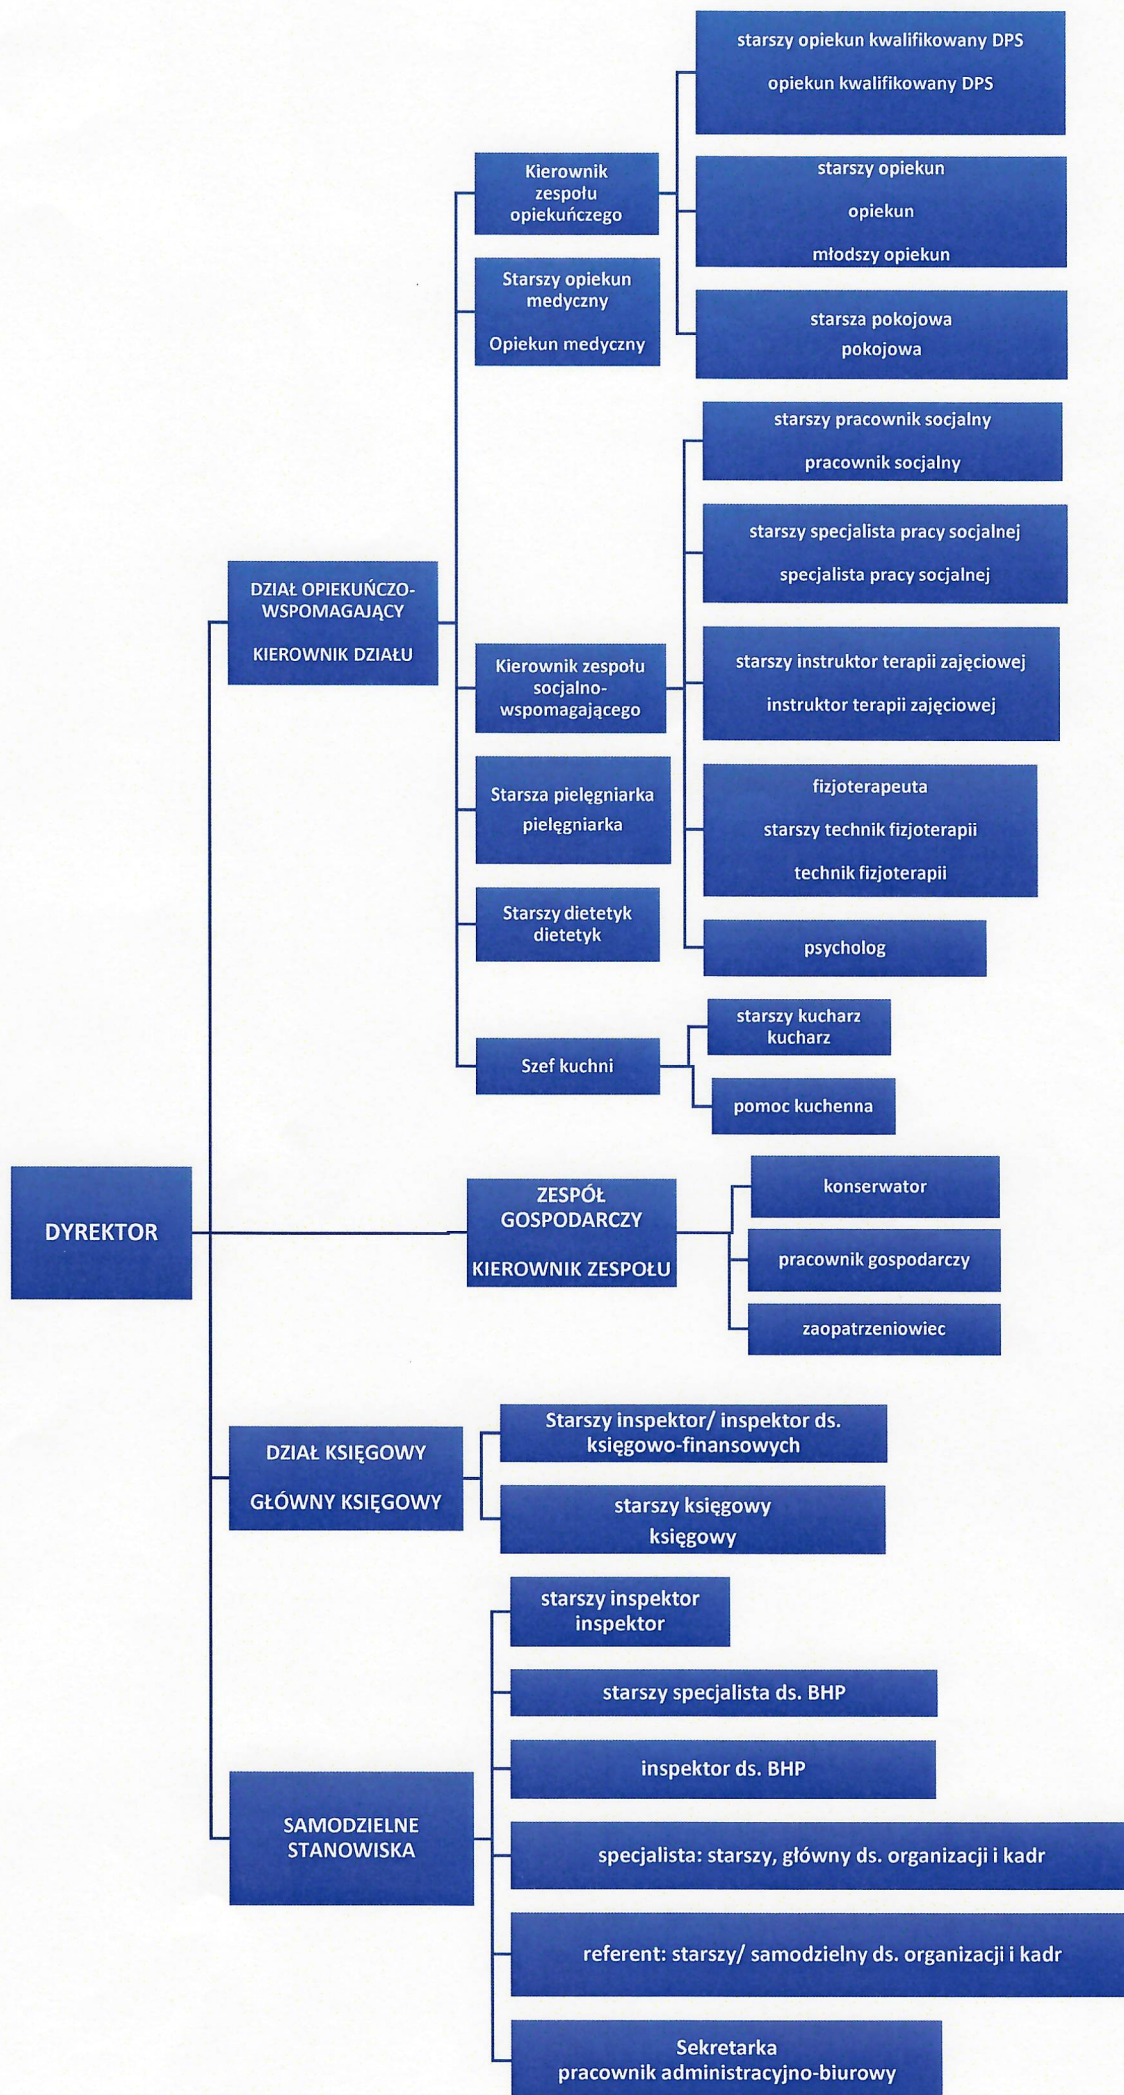 starszy opiekun kwalifikowany DPS
opiekun kwalifikowany DPS
Kierownik
zespołu
opiekuńczego
starszy opiekun
opiekun
młodszy opiekun
Starszy opiekun
medyczny
Opiekun medyczny
starsza pokojowa
pokojowa
starszy pracownik socjalny
pracownik socjalny
starszy specjalista pracy socjalnej
specjalista pracy socjalnej
DZIAŁ OPIEKUŃCZO-
WSPOMAGAJĄCY
KIEROWNIK DZIAŁU
Kierownik zespołu
socjalno-
wspomagającego
starszy instruktor terapii zajęciowej
instruktor terapii zajęciowej
Starsza pielęgniarka
pielęgniarka
fizjoterapeuta
starszy technik fizjoterapii
technik fizjoterapii
Starszy dietetyk
dietetyk
psycholog
Szef kuchni
starszy kucharz
kucharz
pomoc kuchenna
DYREKTOR
ZESPÓŁ
GOSPODARCZY
KIEROWNIK ZESPOŁU
konserwator
pracownik gospodarczy
zaopatrzeniowiec
DZIAŁ KSIĘGOWY
GŁÓWNY KSIĘGOWY
Starszy inspektor/ inspektor ds.
księgowo-finansowych
starszy księgowy
księgowy
SAMODZIELNE
STANOWISKA
starszy inspektor
inspektor
starszy specjalista ds. BHP
inspektor ds. BHP
specjalista: starszy, główny ds. organizacji i kadr
referent: starszy/ samodzielny ds. organizacji i kadr
Sekretarka
pracownik administracyjno-biurowy